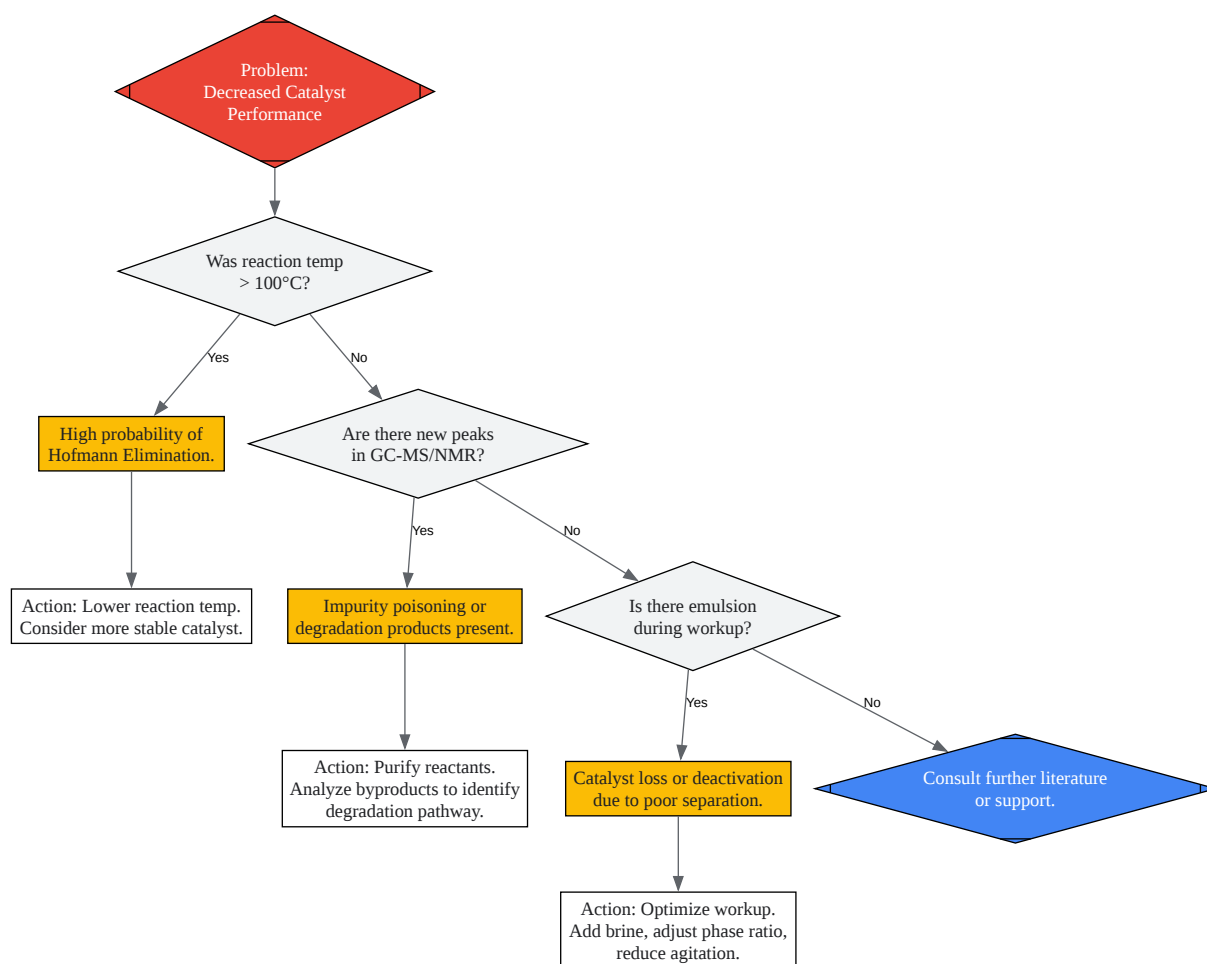 Problem:
Decreased Catalyst
Performance
Was reaction temp
> 100°C?
Yes
No
High probability of
Hofmann Elimination.
Are there new peaks
in GC-MS/NMR?
Yes
No
Action: Lower reaction temp.
Consider more stable catalyst.
Impurity poisoning or
degradation products present.
Is there emulsion
during workup?
Yes
No
Action: Purify reactants.
Analyze byproducts to identify
degradation pathway.
Catalyst loss or deactivation
due to poor separation.
Consult further literature
or support.
Action: Optimize workup.
Add brine, adjust phase ratio,
reduce agitation.